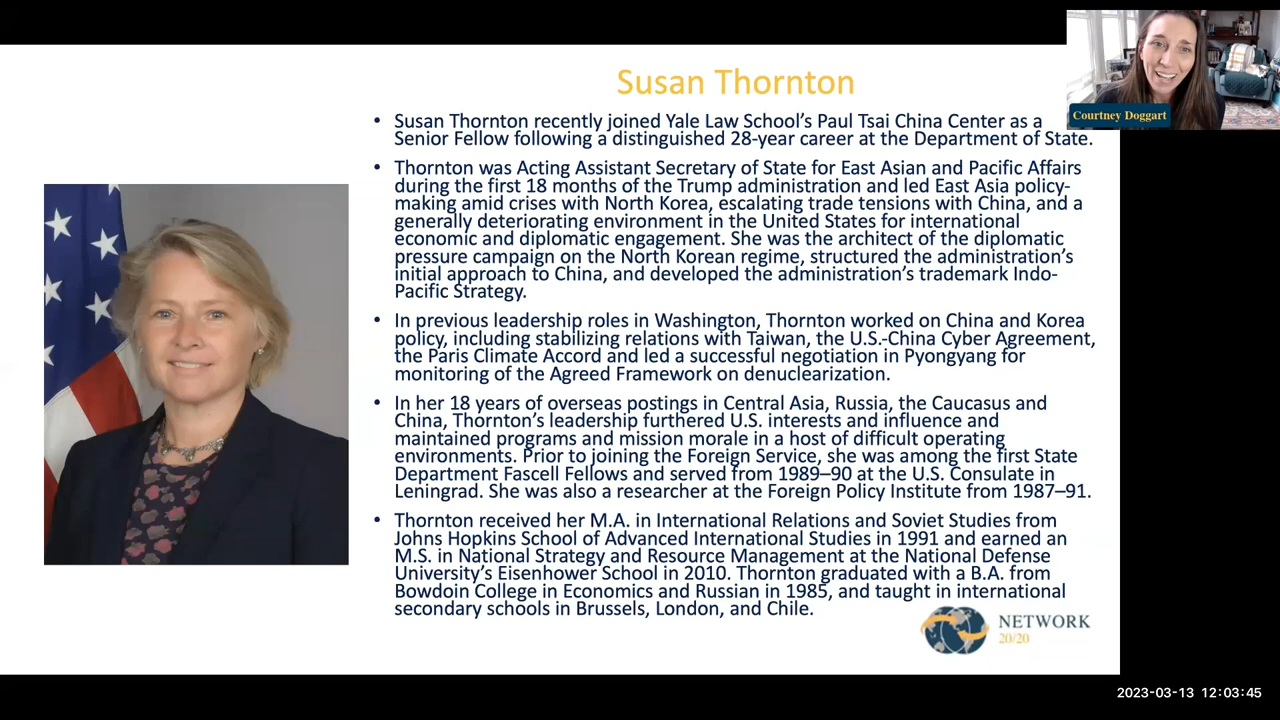 Susan Thornton
Courtney Doggart
• Susan Thornton recently joined Yale Law School’s Paul Tsai China Center as a
Senior Fellow following a distinguished 28-year career at the Department of State.
• Thornton was Acting Assistant Secretary of State for East Asian and Pacific Affairs
during the first 18 months of the Trump administration and led East Asia policy-
making amid crises with North Korea, escalating trade tensions with China, and a
generally deteriorating environment in the United States for international
economic and diplomatic engagement. She was the architect of the diplomatic
pressure campaign on the North Korean regime, structured the administration’s
initial approach to China, and developed the administration’s trademark Indo-
Pacific Strategy.
• In previous leadership roles in Washington, Thornton worked on China and Korea
policy, including stabilizing relations with Taiwan, the U.S.-China Cyber Agreement,
the Paris Climate Accord and led a successful negotiation in Pyongyang for
monitoring of the Agreed Framework on denuclearization.
• In her 18 years of overseas postings in Central Asia, Russia, the Caucasus and
China, Thornton’s leadership furthered U.S. interests and influence and
maintained programs and mission morale in a host of difficult operating
environments. Prior to joining the Foreign Service, she was among the first State
Department Fascell Fellows and served from 1989–90 at the U.S. Consulate in
Leningrad. She was also a researcher at the Foreign Policy Institute from 1987–91.
• Thornton received her M.A. in International Relations and Soviet Studies from
Johns Hopkins School of Advanced International Studies in 1991 and earned an
M.S. in National Strategy and Resource Management at the National Defense
University’s Eisenhower School in 2010. Thornton graduated with a B.A. from
Bowdoin College in Economics and Russian in 1985, and taught in international
secondary schools in Brussels, London, and Chile.
NETWORK
20/20
2023-03-13 12:03:45